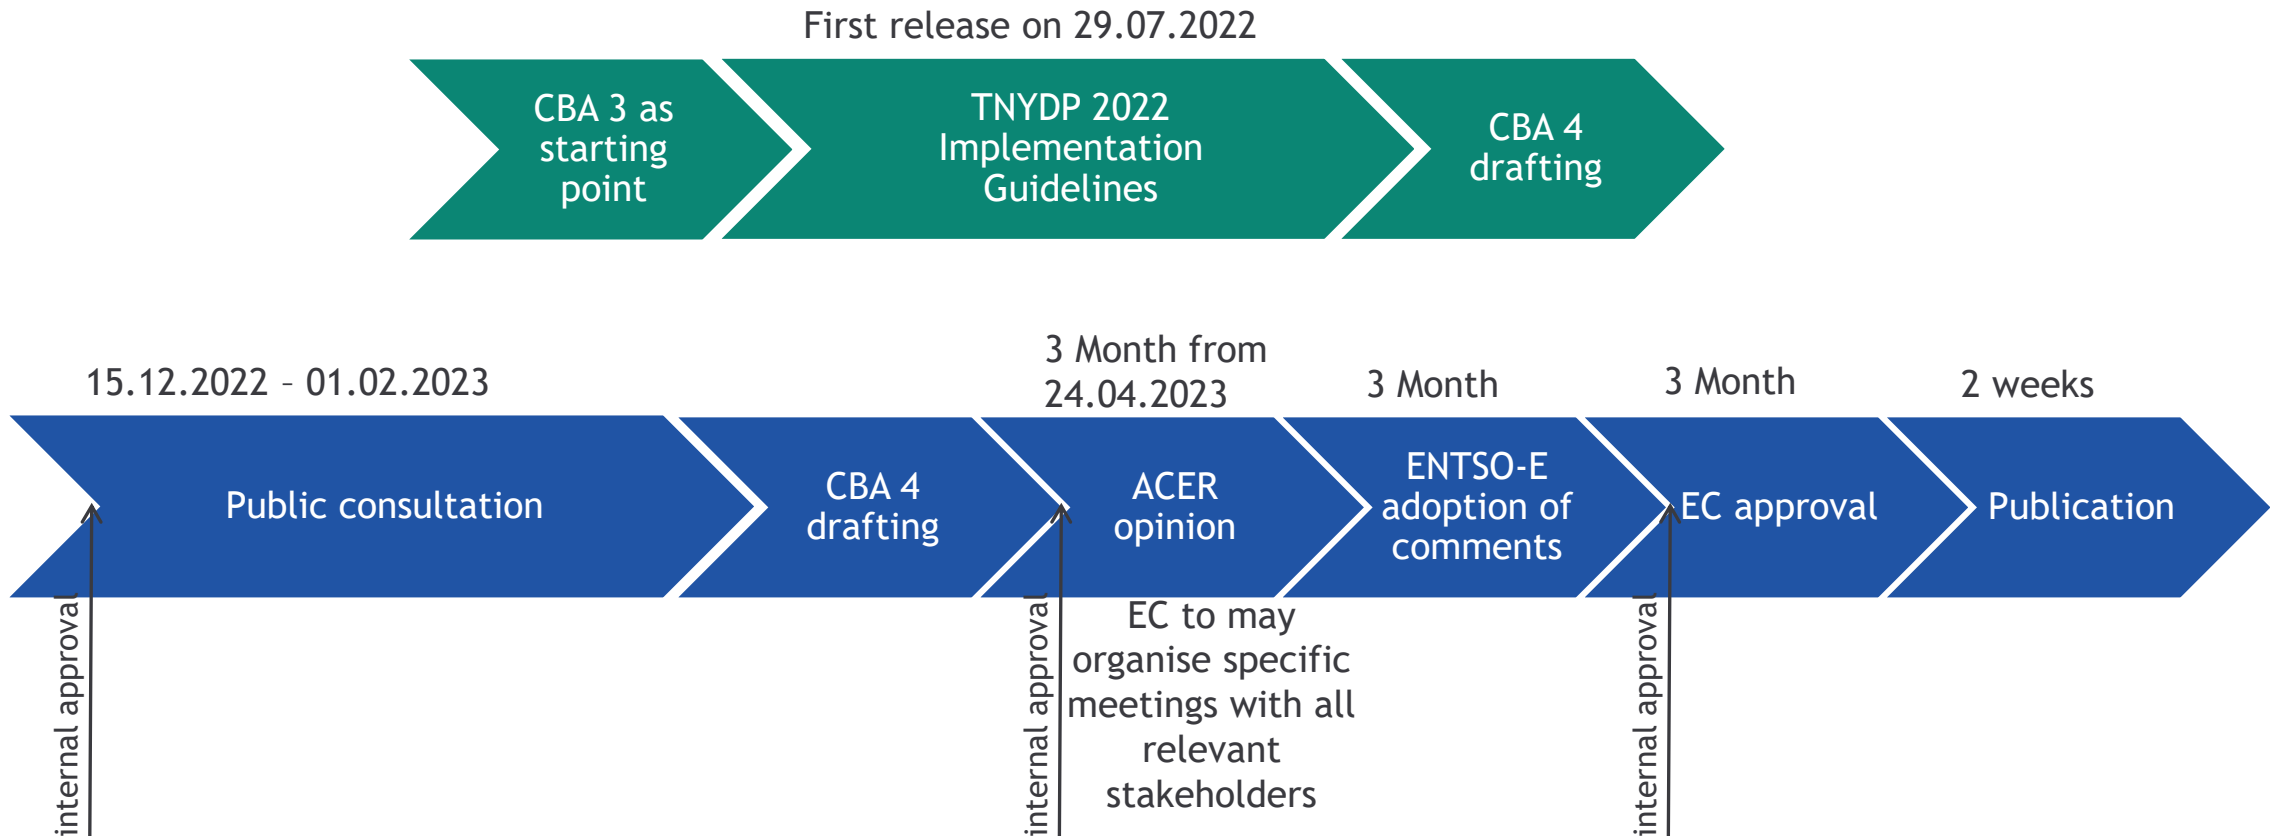 First release on 29.07.2022
CBA 3 as
starting
point
TNYDP 2022
Implementation
Guidelines
CBA 4
drafting
15.12.2022 – 01.02.2023
3 Month from
24.04.2023
3 Month
3 Month
2 weeks
Public consultation
CBA 4
drafting
ACER
opinion
ENTSO-E
adoption of
comments
EC approval
Publication
internal approval
internal approval
EC to may
organise specific
meetings with all
relevant
stakeholders
internal approval